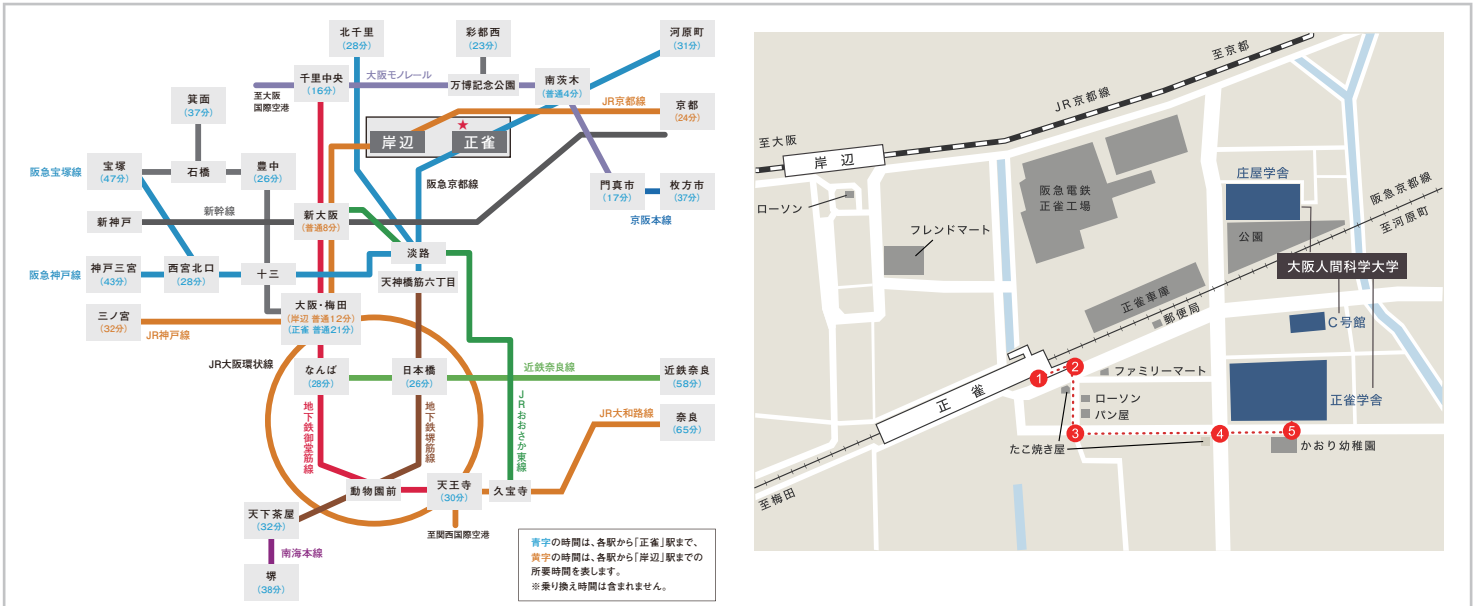 北千里
(28分)
彩都西
(23分)
河原町
(31分)
千里中央
(16分)
大阪モノレール
万博記念公園
南茨木
(普通4分)
至大阪
国際空港
箕面
(37分)
JR京都線
京都
(24分)
★
岸辺
正雀
阪急宝塚線
宝塚
(47分)
石橋
豊中
(26分)
阪急京都線
門真市
(17分)
枚方市
(37分)
京阪本線
新神戸
新幹線
新大阪
(普通8分)
淡路
阪急神戸線
神戸三宮
(43分)
西宮北口
(28分)
十三
天神橋筋六丁目
三ノ宮
(32分)
JR神戸線
大阪・梅田
(岸辺 普通12分)
(正雀 普通21分)
JR大阪環状線
なんば
(28分)
日本橋
(26分)
近鉄奈良線
近鉄奈良
(58分)
地下鉄御堂筋線
地下鉄堺筋線
JRおおさか東線
JR大和路線
奈良
(65分)
動物園前
天王寺
(30分)
久宝寺
天下茶屋
(32分)
至関西国際空港
南海本線
堺
(38分)
青字の時間は、各駅から「正雀」駅まで、
黄字の時間は、各駅から「岸辺」駅までの
所要時間を表します。
※乗り換え時間は含まれません。
至京都
JR京都線
至大阪
岸辺
ローソン
フレンドマート
阪急電鉄
正雀工場
庄屋学舎
阪急京都線
至河原町
公園
大阪人間科学大学
正雀車庫
郵便局
C号館
正雀
1
2
ファミリーマート
ローソン
パン屋
正雀学舎
3
4
5
たこ焼き屋
かおり幼稚園
至梅田